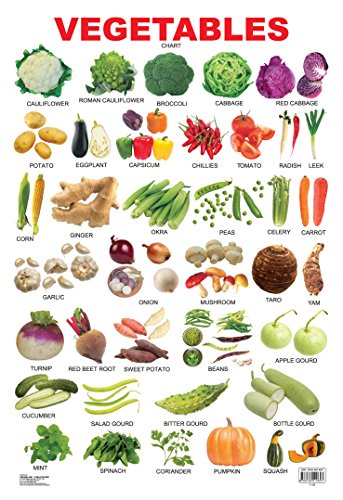 VEGETABLES
CHART
CAULIFLOWER ROMAN CAULIFLOWER BROCCOLI CABBAGE RED CABBAGE
POTATO EGGPLANT CAPSICUM CHILLIES TOMATO RADISH LEEK
CORN GINGER OKRA PEAS CELERY CARROT
GARLIC ONION MUSHROOM TARO YAM
TURNIP RED BEET ROOT SWEET POTATO BEANS APPLE GOURD
CUCUMBER SALAD GOURD BITTER GOURD BOTTLE GOURD
MINT SPINACH CORIANDER PUMPKIN SQUASH